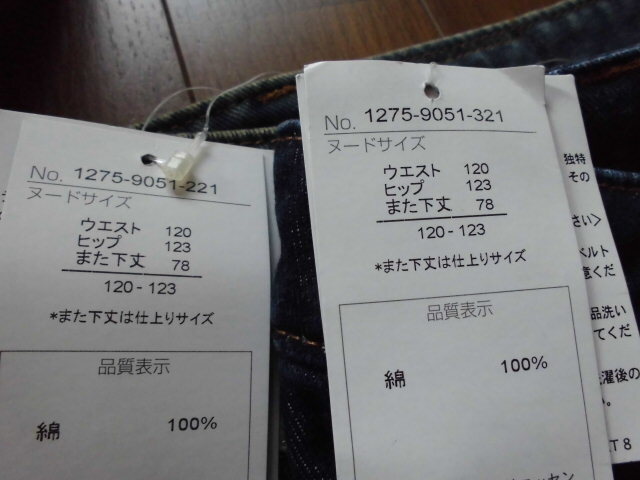 No. 1275-9051-221
ヌードサイズ
ウエスト 120
ヒップ 123
また下丈 78
120 - 123
*また下丈は仕上りサイズ
品質表示
綿 100%
No. 1275-9051-321
ヌードサイズ
ウエスト 120
ヒップ 123
また下丈 78
120 - 123
*また下丈は仕上りサイズ
品質表示
綿 100%
独特
その
さい>
ベルト
意くだ
品洗い
てくだ
濯後の
T 8